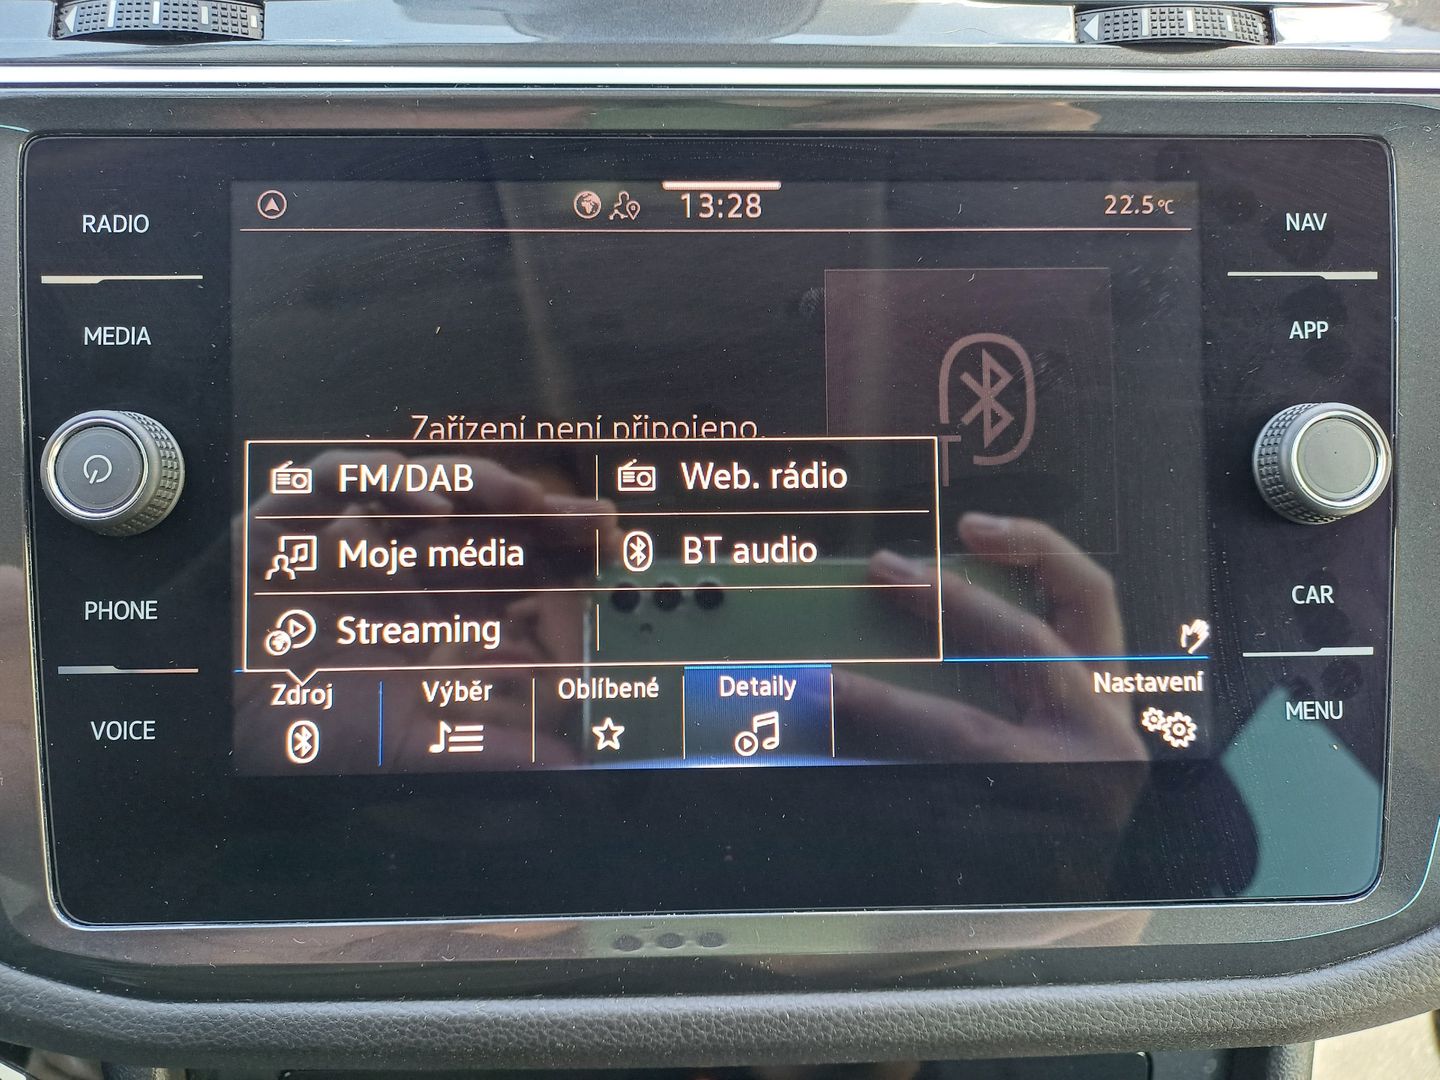 13:28
22.5°C
RADIO
MEDIA
PHONE
VOICE
NAV
APP
CAR
MENU
Zařízení není připojeno.
FM/DAB
Web. rádio
Moje média
BT audio
Streaming
Zdroj
Výběr
Oblíbené
Detaily
Nastavení